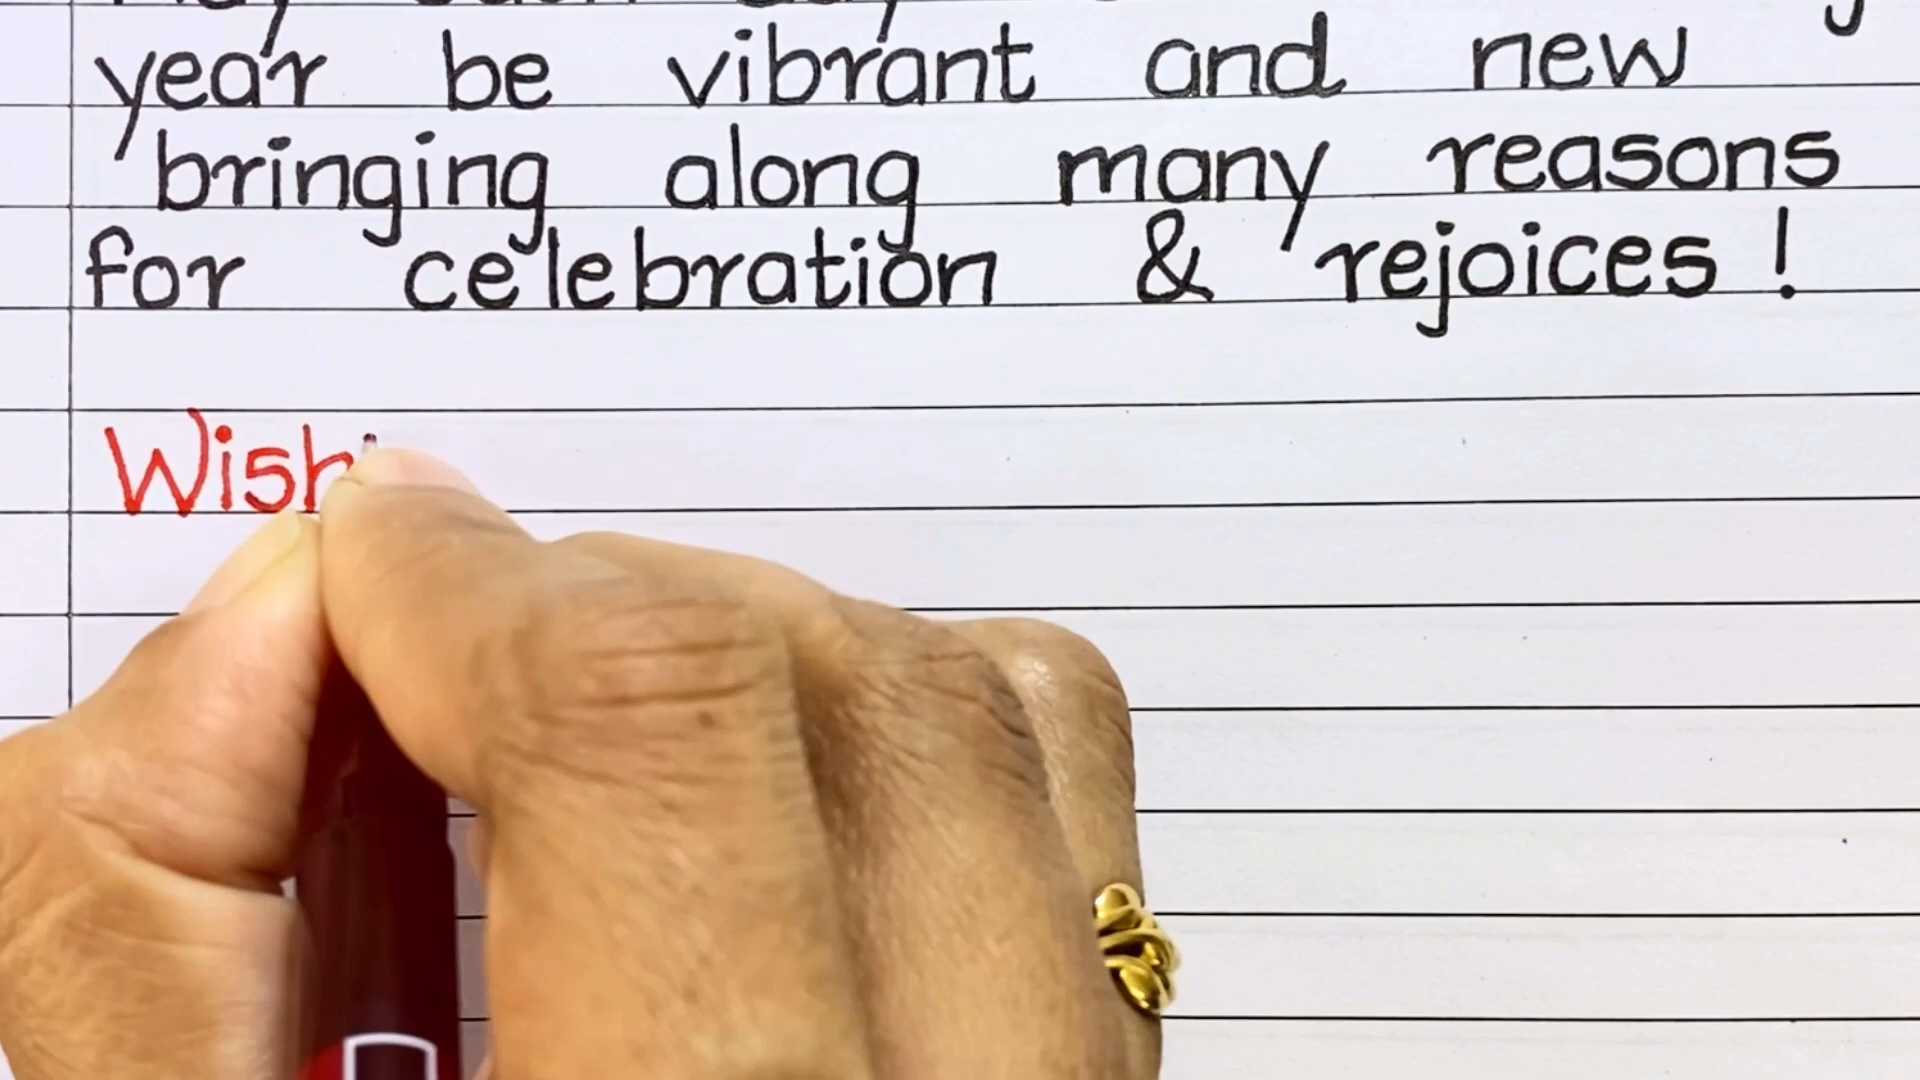 year be vibrant and new
bringing along many reasons
for celebration & rejoices !
Wish